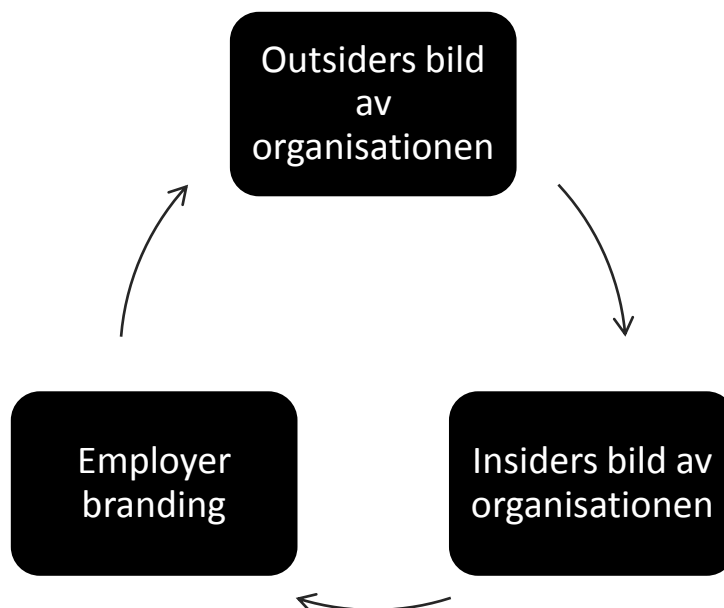 Outsiders bild
av
organisationen
Employer
branding
Insiders bild av
organisationen